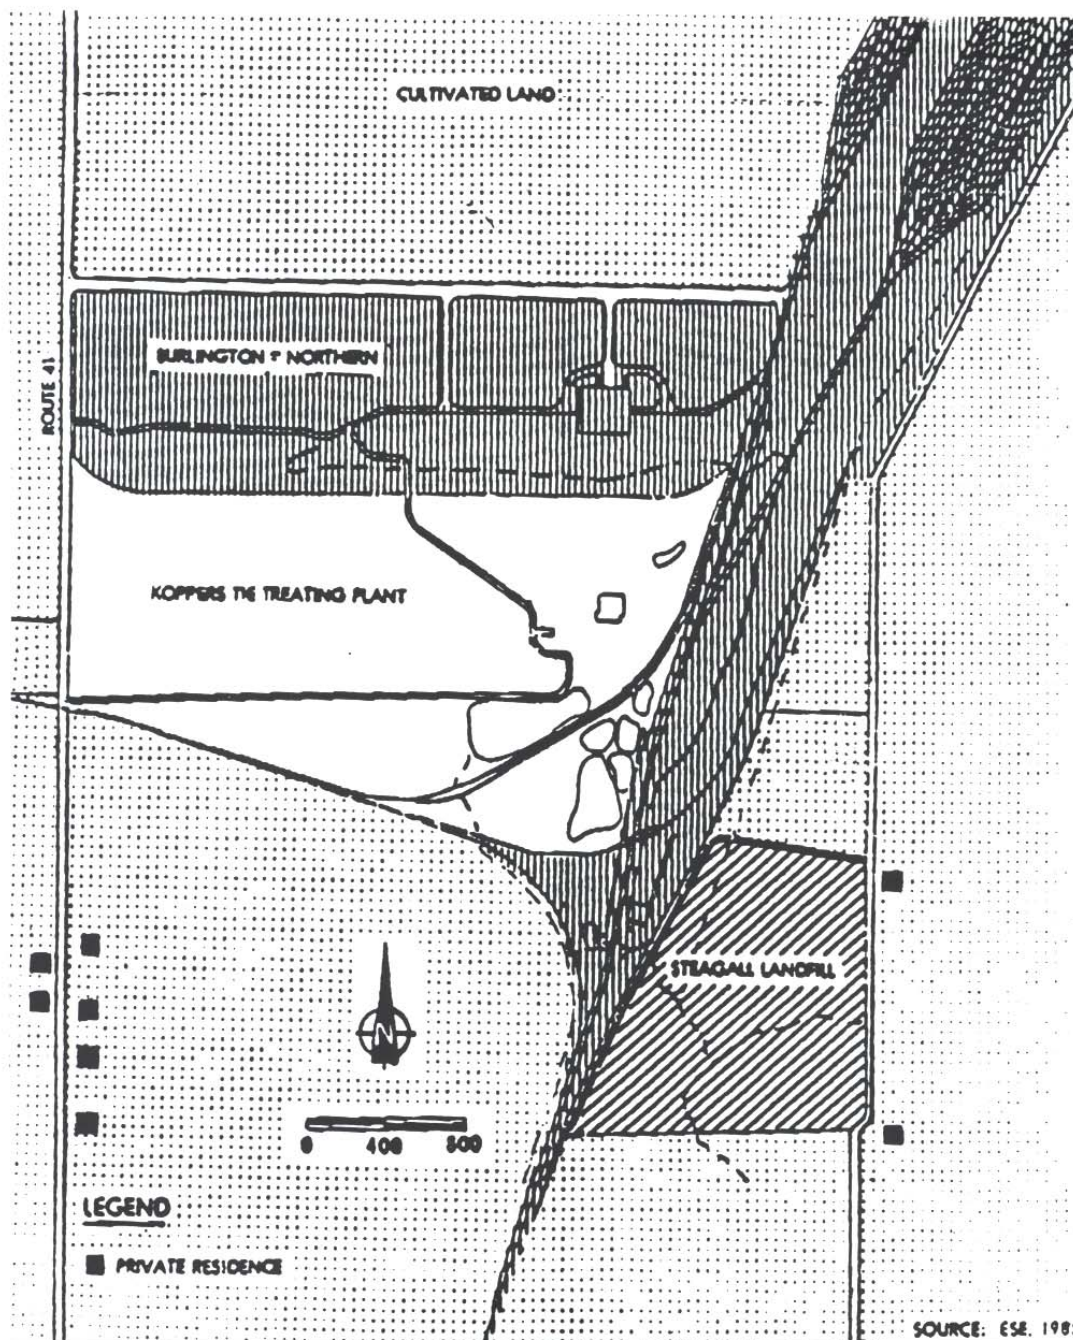 CULTIVATED LAND
BURLINGTON NORTHERN
ROUTE 41
KOPPERS TIE TREATING PLANT
STEAGALL LANDFILL
N
0 400 800
LEGEND
PRIVATE RESIDENCE
SOURCE: ESE, 198